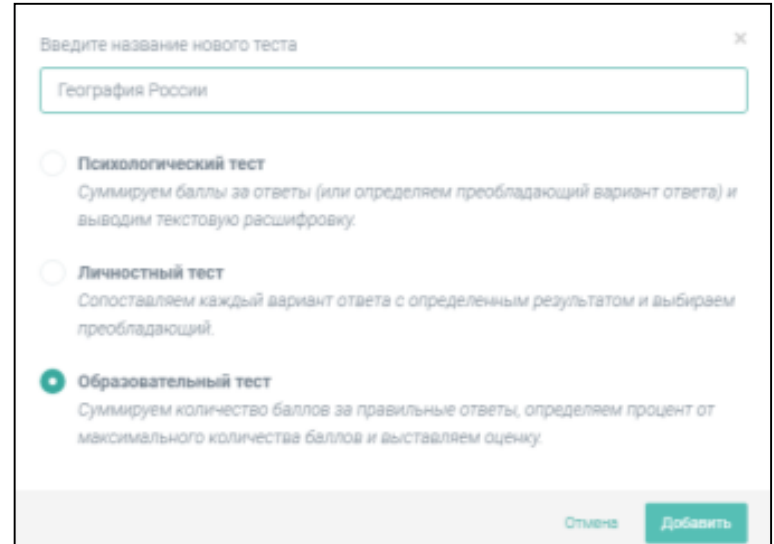 Введите название нового теста
География России
Психологический тест
Суммируем баллы за ответы (или определяем преобладающий вариант ответа) и
выводим текстовую расшифровку.
Личностный тест
Сопоставляем каждый вариант ответа с определенным результатом и выбираем
преобладающий.
Образовательный тест
Суммируем количество баллов за правильные ответы, определяем процент от
максимального количества баллов и выставляем оценку.
Отмена Добавить